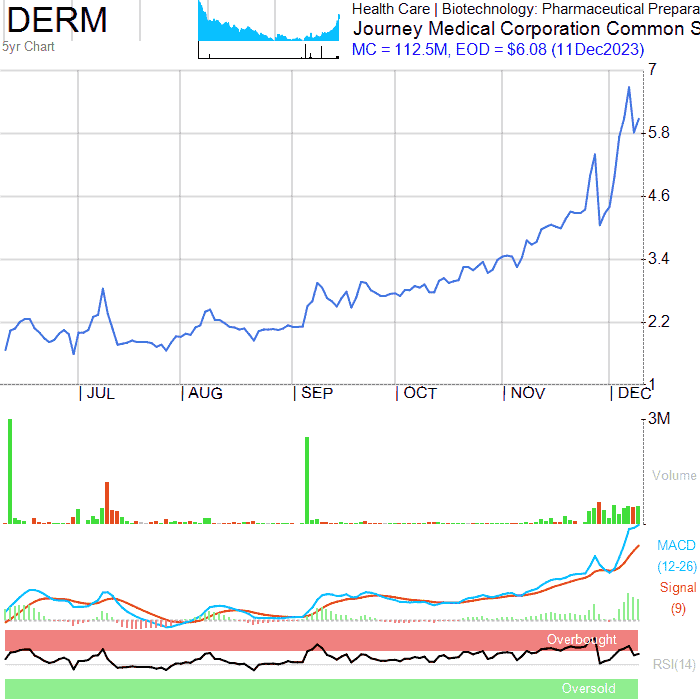 DERM
5yr Chart
Health Care | Biotechnology: Pharmaceutical Prepara
Journey Medical Corporation Common S
MC = 112.5M, EOD = $6.08 (11Dec2023)
7
5.8
4.6
3.4
2.2
1
JUL AUG SEP OCT NOV DEC
3M
Volume
MACD
(12-26)
Signal
(9)
Overbought
RSI(14)
Oversold